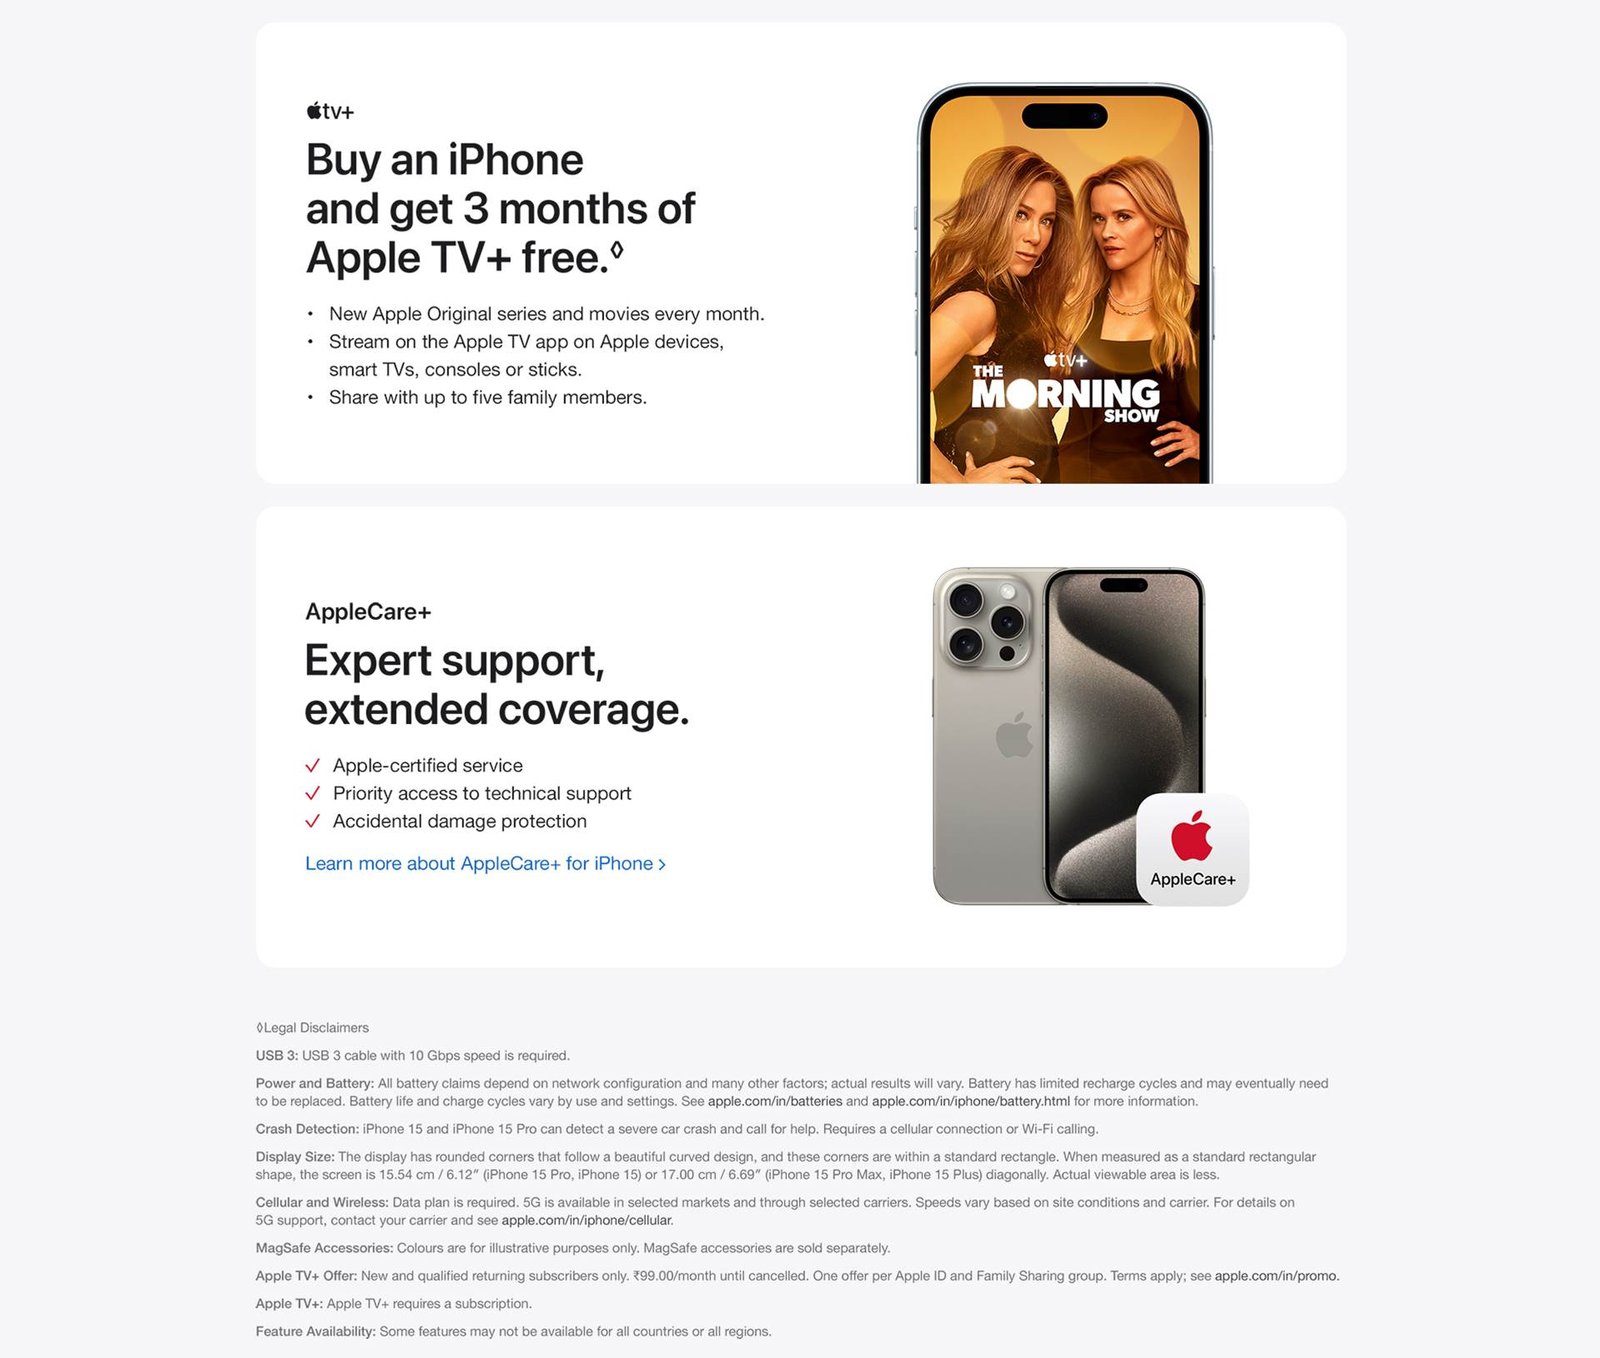 tv+
Buy an iPhone
and get 3 months of
Apple TV+ free.◊
• New Apple Original series and movies every month.
• Stream on the Apple TV app on Apple devices,
smart TVs, consoles or sticks.
• Share with up to five family members.
tv+
THE
MORNING
SHOW
AppleCare+
Expert support,
extended coverage.
✓ Apple-certified service
✓ Priority access to technical support
✓ Accidental damage protection
Learn more about AppleCare+ for iPhone >
AppleCare+
◊Legal Disclaimers
USB 3: USB 3 cable with 10 Gbps speed is required.
Power and Battery: All battery claims depend on network configuration and many other factors; actual results will vary. Battery has limited recharge cycles and may eventually need
to be replaced. Battery life and charge cycles vary by use and settings. See apple.com/in/batteries and apple.com/in/iphone/battery.html for more information.
Crash Detection: iPhone 15 and iPhone 15 Pro can detect a severe car crash and call for help. Requires a cellular connection or Wi-Fi calling.
Display Size: The display has rounded corners that follow a beautiful curved design, and these corners are within a standard rectangle. When measured as a standard rectangular
shape, the screen is 15.54 cm / 6.12″ (iPhone 15 Pro, iPhone 15) or 17.00 cm / 6.69″ (iPhone 15 Pro Max, iPhone 15 Plus) diagonally. Actual viewable area is less.
Cellular and Wireless: Data plan is required. 5G is available in selected markets and through selected carriers. Speeds vary based on site conditions and carrier. For details on
5G support, contact your carrier and see apple.com/in/iphone/cellular.
MagSafe Accessories: Colours are for illustrative purposes only. MagSafe accessories are sold separately.
Apple TV+ Offer: New and qualified returning subscribers only. ₹99.00/month until cancelled. One offer per Apple ID and Family Sharing group. Terms apply; see apple.com/in/promo.
Apple TV+: Apple TV+ requires a subscription.
Feature Availability: Some features may not be available for all countries or all regions.